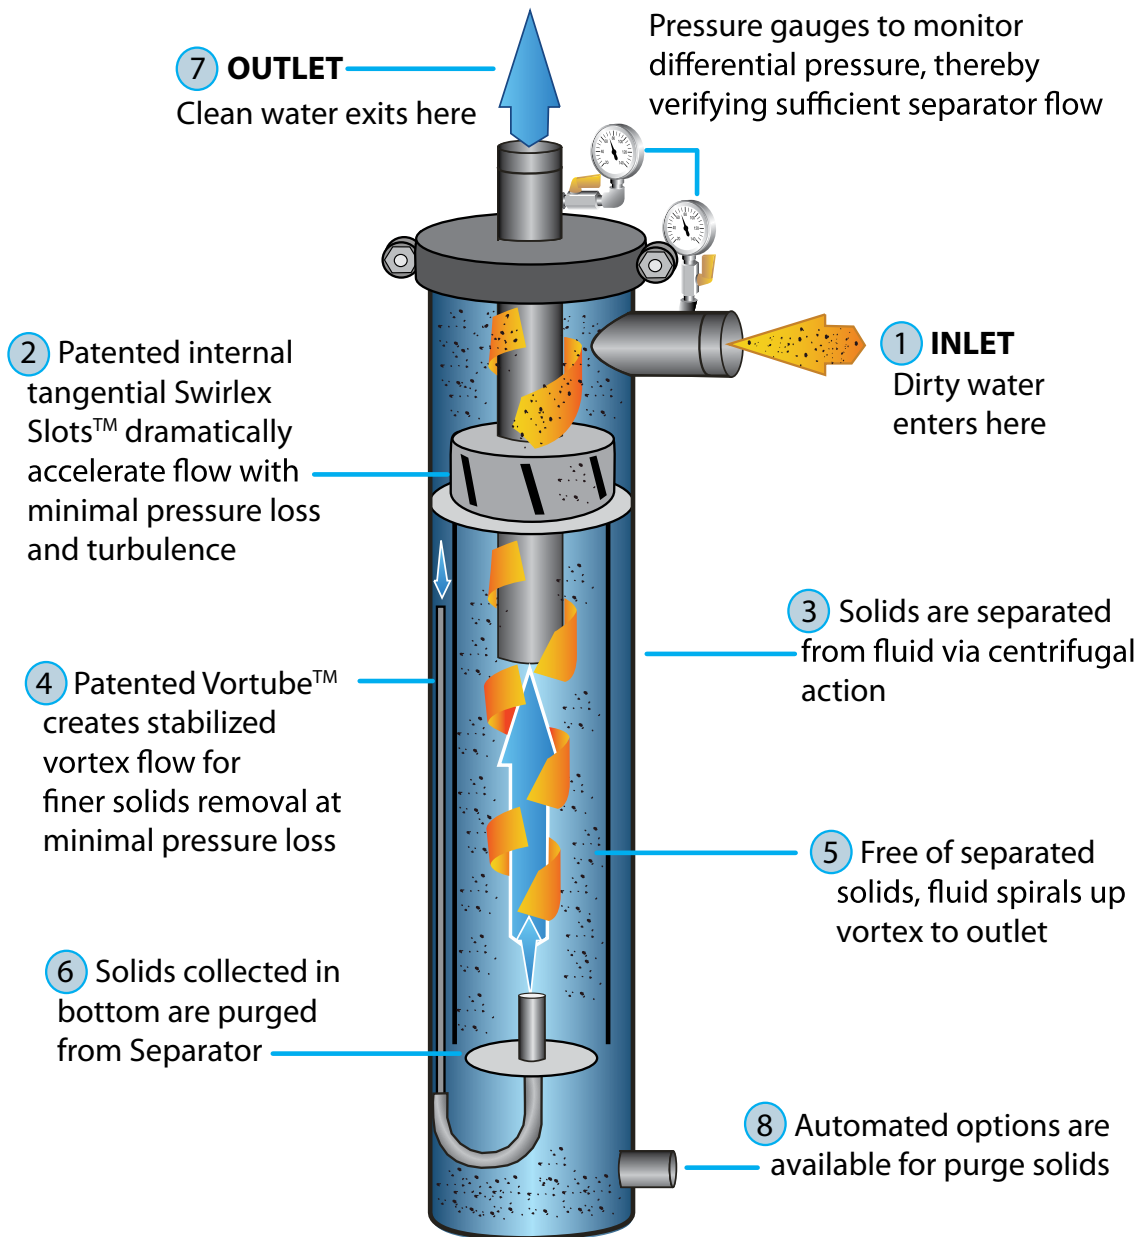 7 OUTLET
Clean water exits here
Pressure gauges to monitor
differential pressure, thereby
verifying sufficient separator flow
1 INLET
Dirty water
enters here
2 Patented internal
tangential Swirlex
Slots™ dramatically
accelerate flow with
minimal pressure loss
and turbulence
3 Solids are separated
from fluid via centrifugal
action
4 Patented Vortube™
creates stabilized
vortex flow for
finer solids removal at
minimal pressure loss
5 Free of separated
solids, fluid spirals up
vortex to outlet
6 Solids collected in
bottom are purged
from Separator
8 Automated options are
available for purge solids